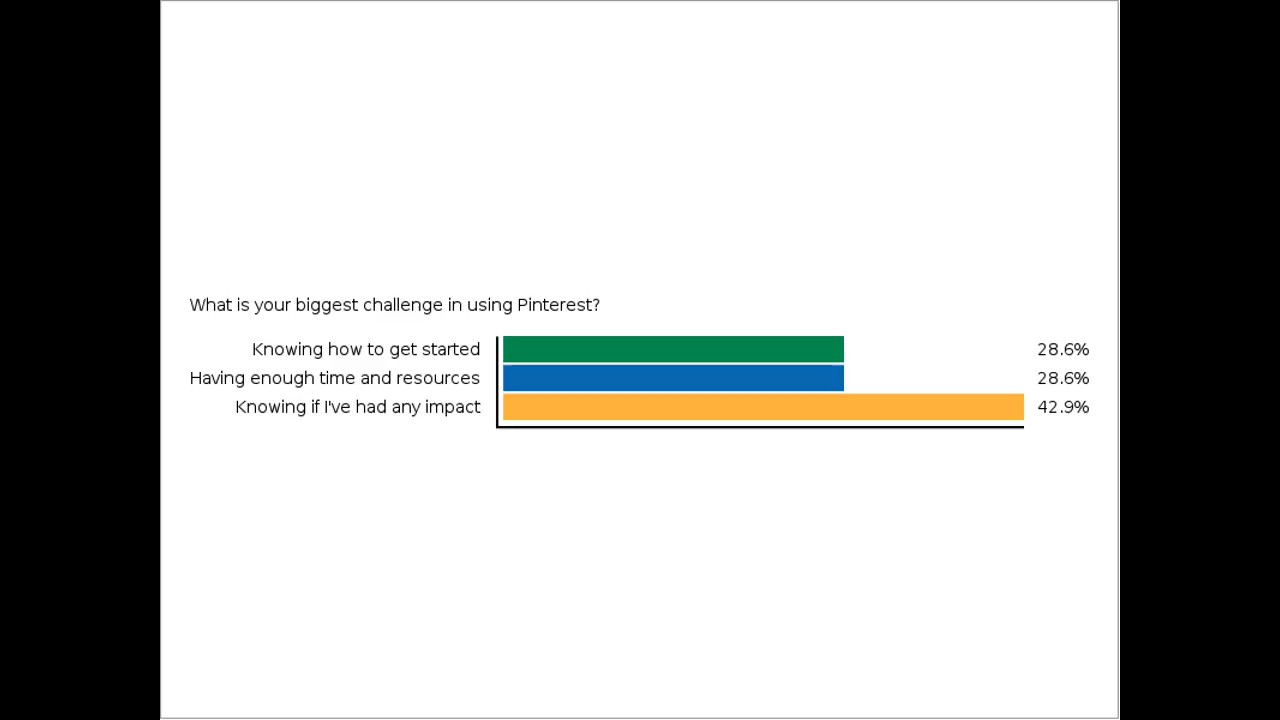 What is your biggest challenge in using Pinterest?
Knowing how to get started 28.6%
Having enough time and resources 28.6%
Knowing if I've had any impact 42.9%